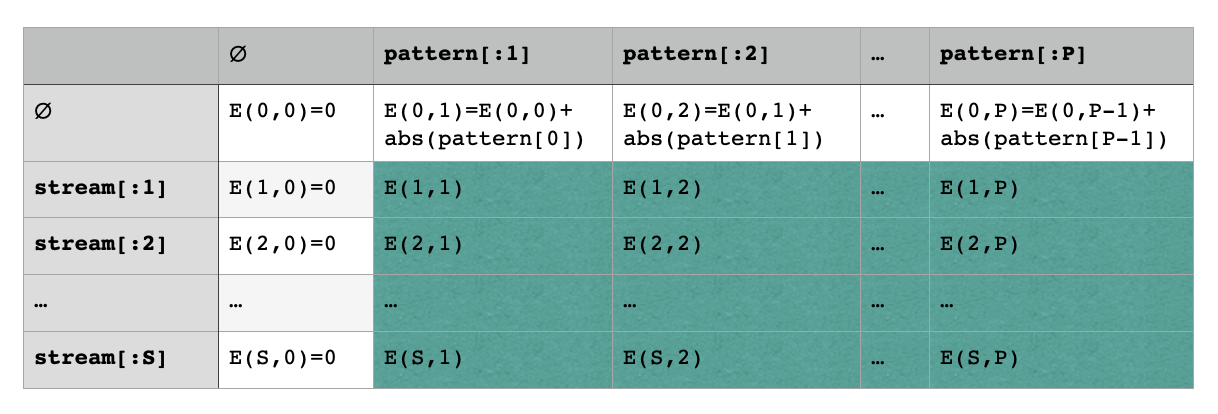 ∅ pattern[:1] pattern[:2] … pattern[:P]
∅ E(0,0)=0 E(0,1)=E(0,0)+ E(0,2)=E(0,1)+ … E(0,P)=E(0,P-1)+
abs(pattern[0]) abs(pattern[1]) abs(pattern[P-1])
stream[:1] E(1,0)=0 E(1,1) E(1,2) … E(1,P)
stream[:2] E(2,0)=0 E(2,1) E(2,2) … E(2,P)
… … … … … …
stream[:S] E(S,0)=0 E(S,1) E(S,2) … E(S,P)